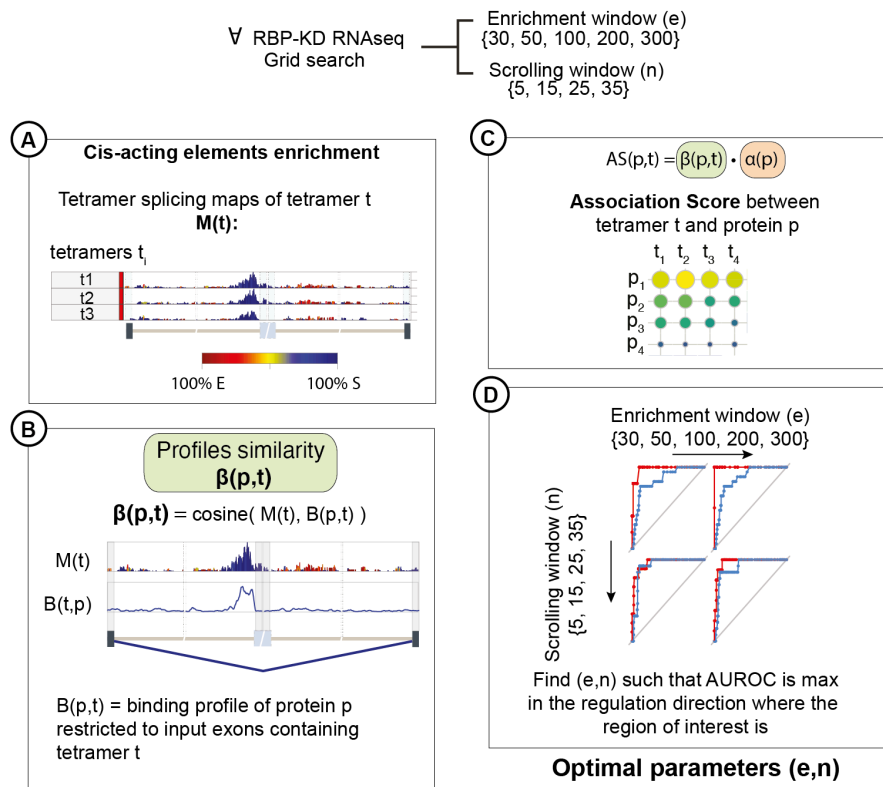 ∀ RBP-KD RNAseq
Grid search
Enrichment window (e)
{30, 50, 100, 200, 300}
Scrolling window (n)
{5, 15, 25, 35}
A
Cis-acting elements enrichment
Tetramer splicing maps of tetramer t
M(t):
tetramers tᵢ
t1
t2
t3
100% E
100% S
B
Profiles similarity
β(p,t)
β(p,t) = cosine( M(t), B(p,t) )
M(t)
B(t,p)
B(p,t) = binding profile of protein p
restricted to input exons containing
tetramer t
C
AS(p,t) = β(p,t) · α(p)
Association Score between
tetramer t and protein p
t₁ t₂ t₃ t₄
p₁
p₂
p₃
p₄
D
Enrichment window (e)
{30, 50, 100, 200, 300}
Scrolling window (n)
{5, 15, 25, 35}
Find (e,n) such that AUROC is max
in the regulation direction where the
region of interest is
Optimal parameters (e,n)